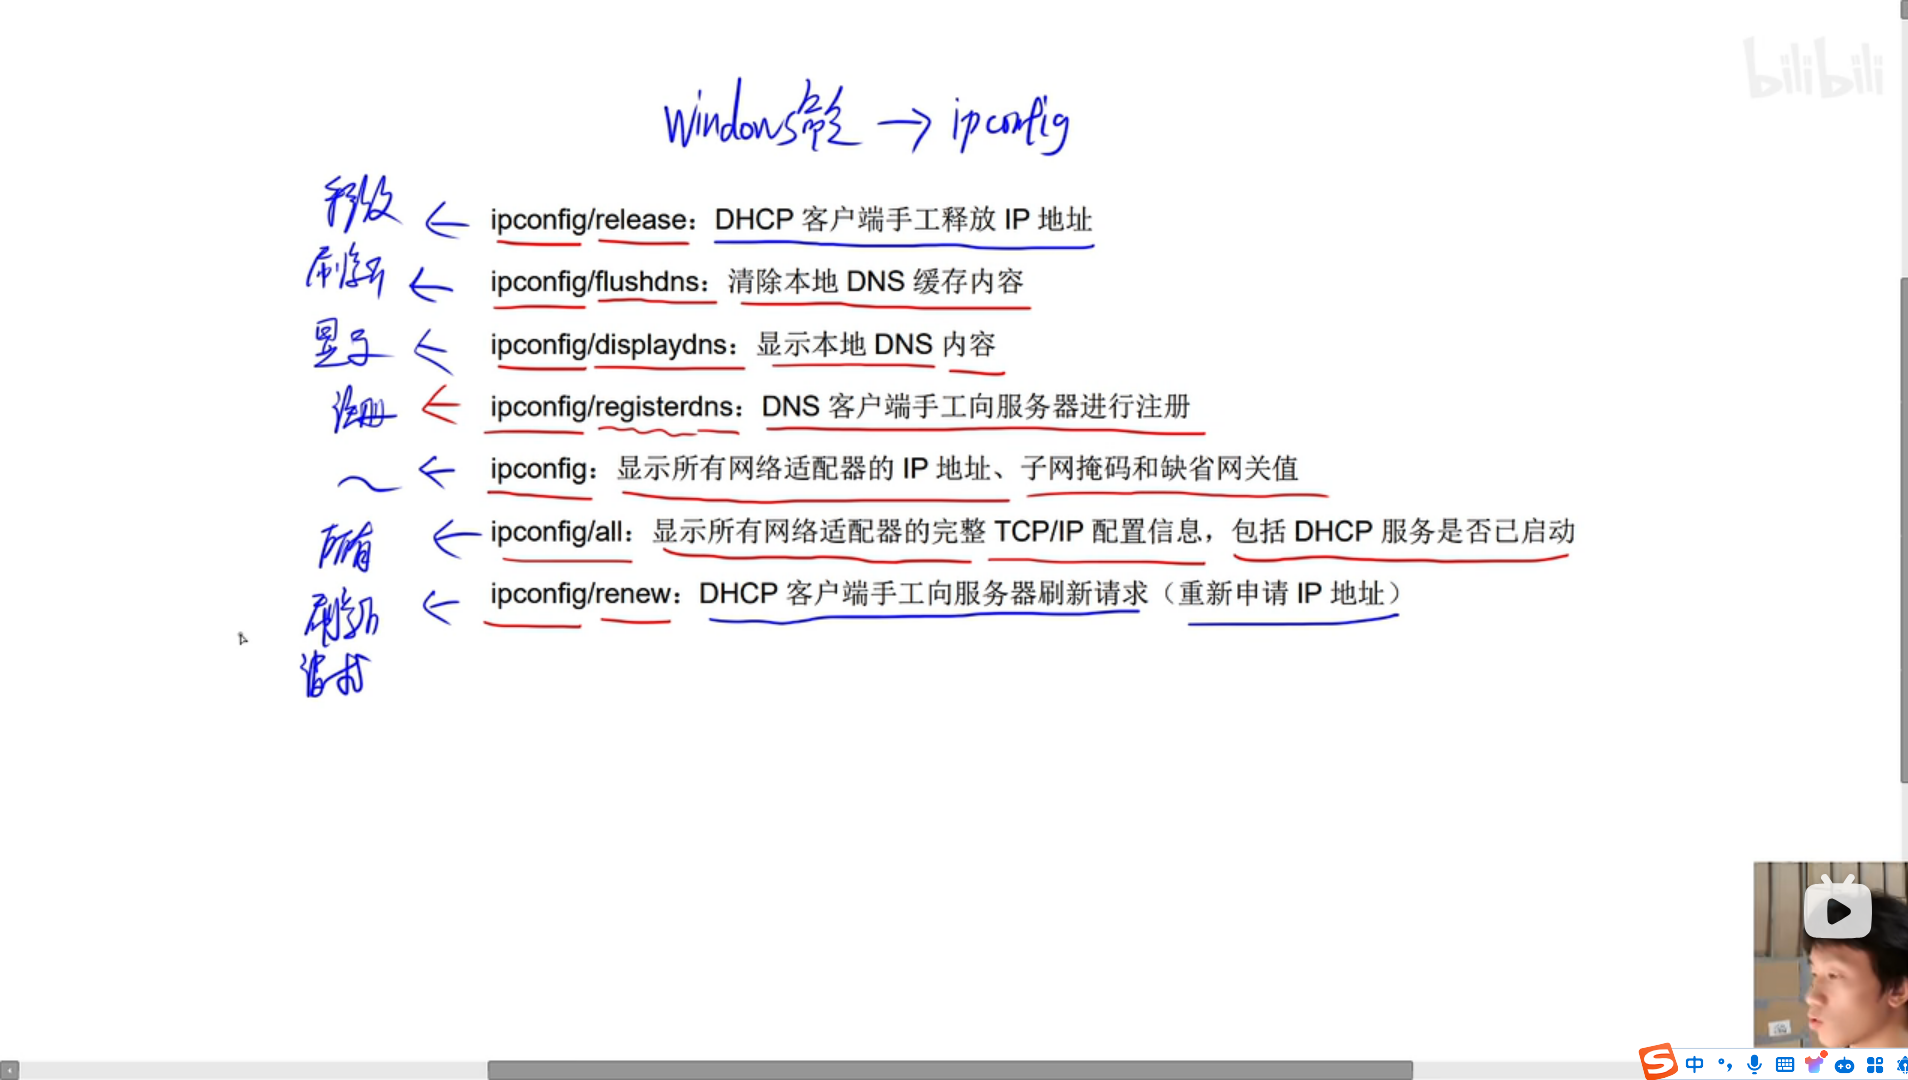 bilibili
Windows命令 → ipconfig
释放 ← ipconfig/release：DHCP 客户端手工释放 IP 地址
刷新 ← ipconfig/flushdns：清除本地 DNS 缓存内容
显示 ← ipconfig/displaydns：显示本地 DNS 内容
注册 ← ipconfig/registerdns：DNS 客户端手工向服务器进行注册
← ipconfig：显示所有网络适配器的 IP 地址、子网掩码和缺省网关值
所有 ← ipconfig/all：显示所有网络适配器的完整 TCP/IP 配置信息，包括 DHCP 服务是否已启动
刷新 ← ipconfig/renew：DHCP 客户端手工向服务器刷新请求（重新申请 IP 地址）
请求
中